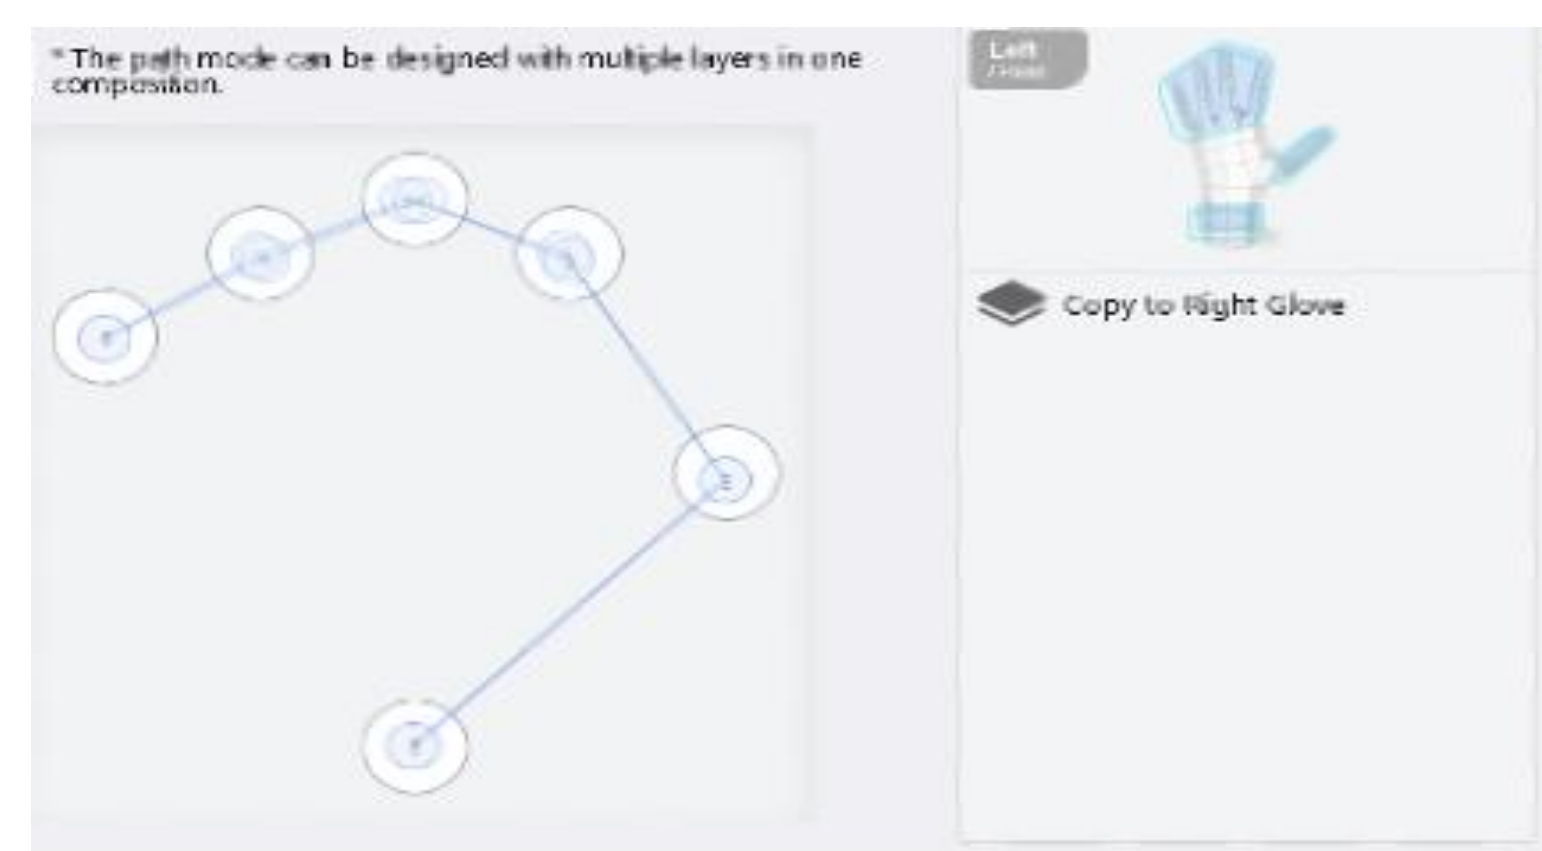 * The path mode can be designed with multiple layers in one
composition.
Left
Copy to Right Glove